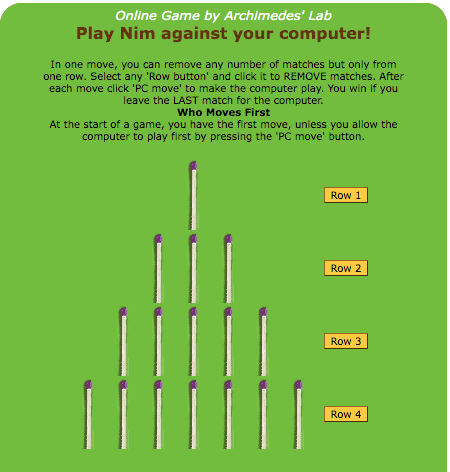 Online Game by Archimedes' Lab
Play Nim against your computer!
In one move, you can remove any number of matches but only from
one row. Select any 'Row button' and click it to REMOVE matches. After
each move click 'PC move' to make the computer play. You win if you
leave the LAST match for the computer.
Who Moves First
At the start of a game, you have the first move, unless you allow the
computer to play first by pressing the 'PC move' button.
Row 1
Row 2
Row 3
Row 4